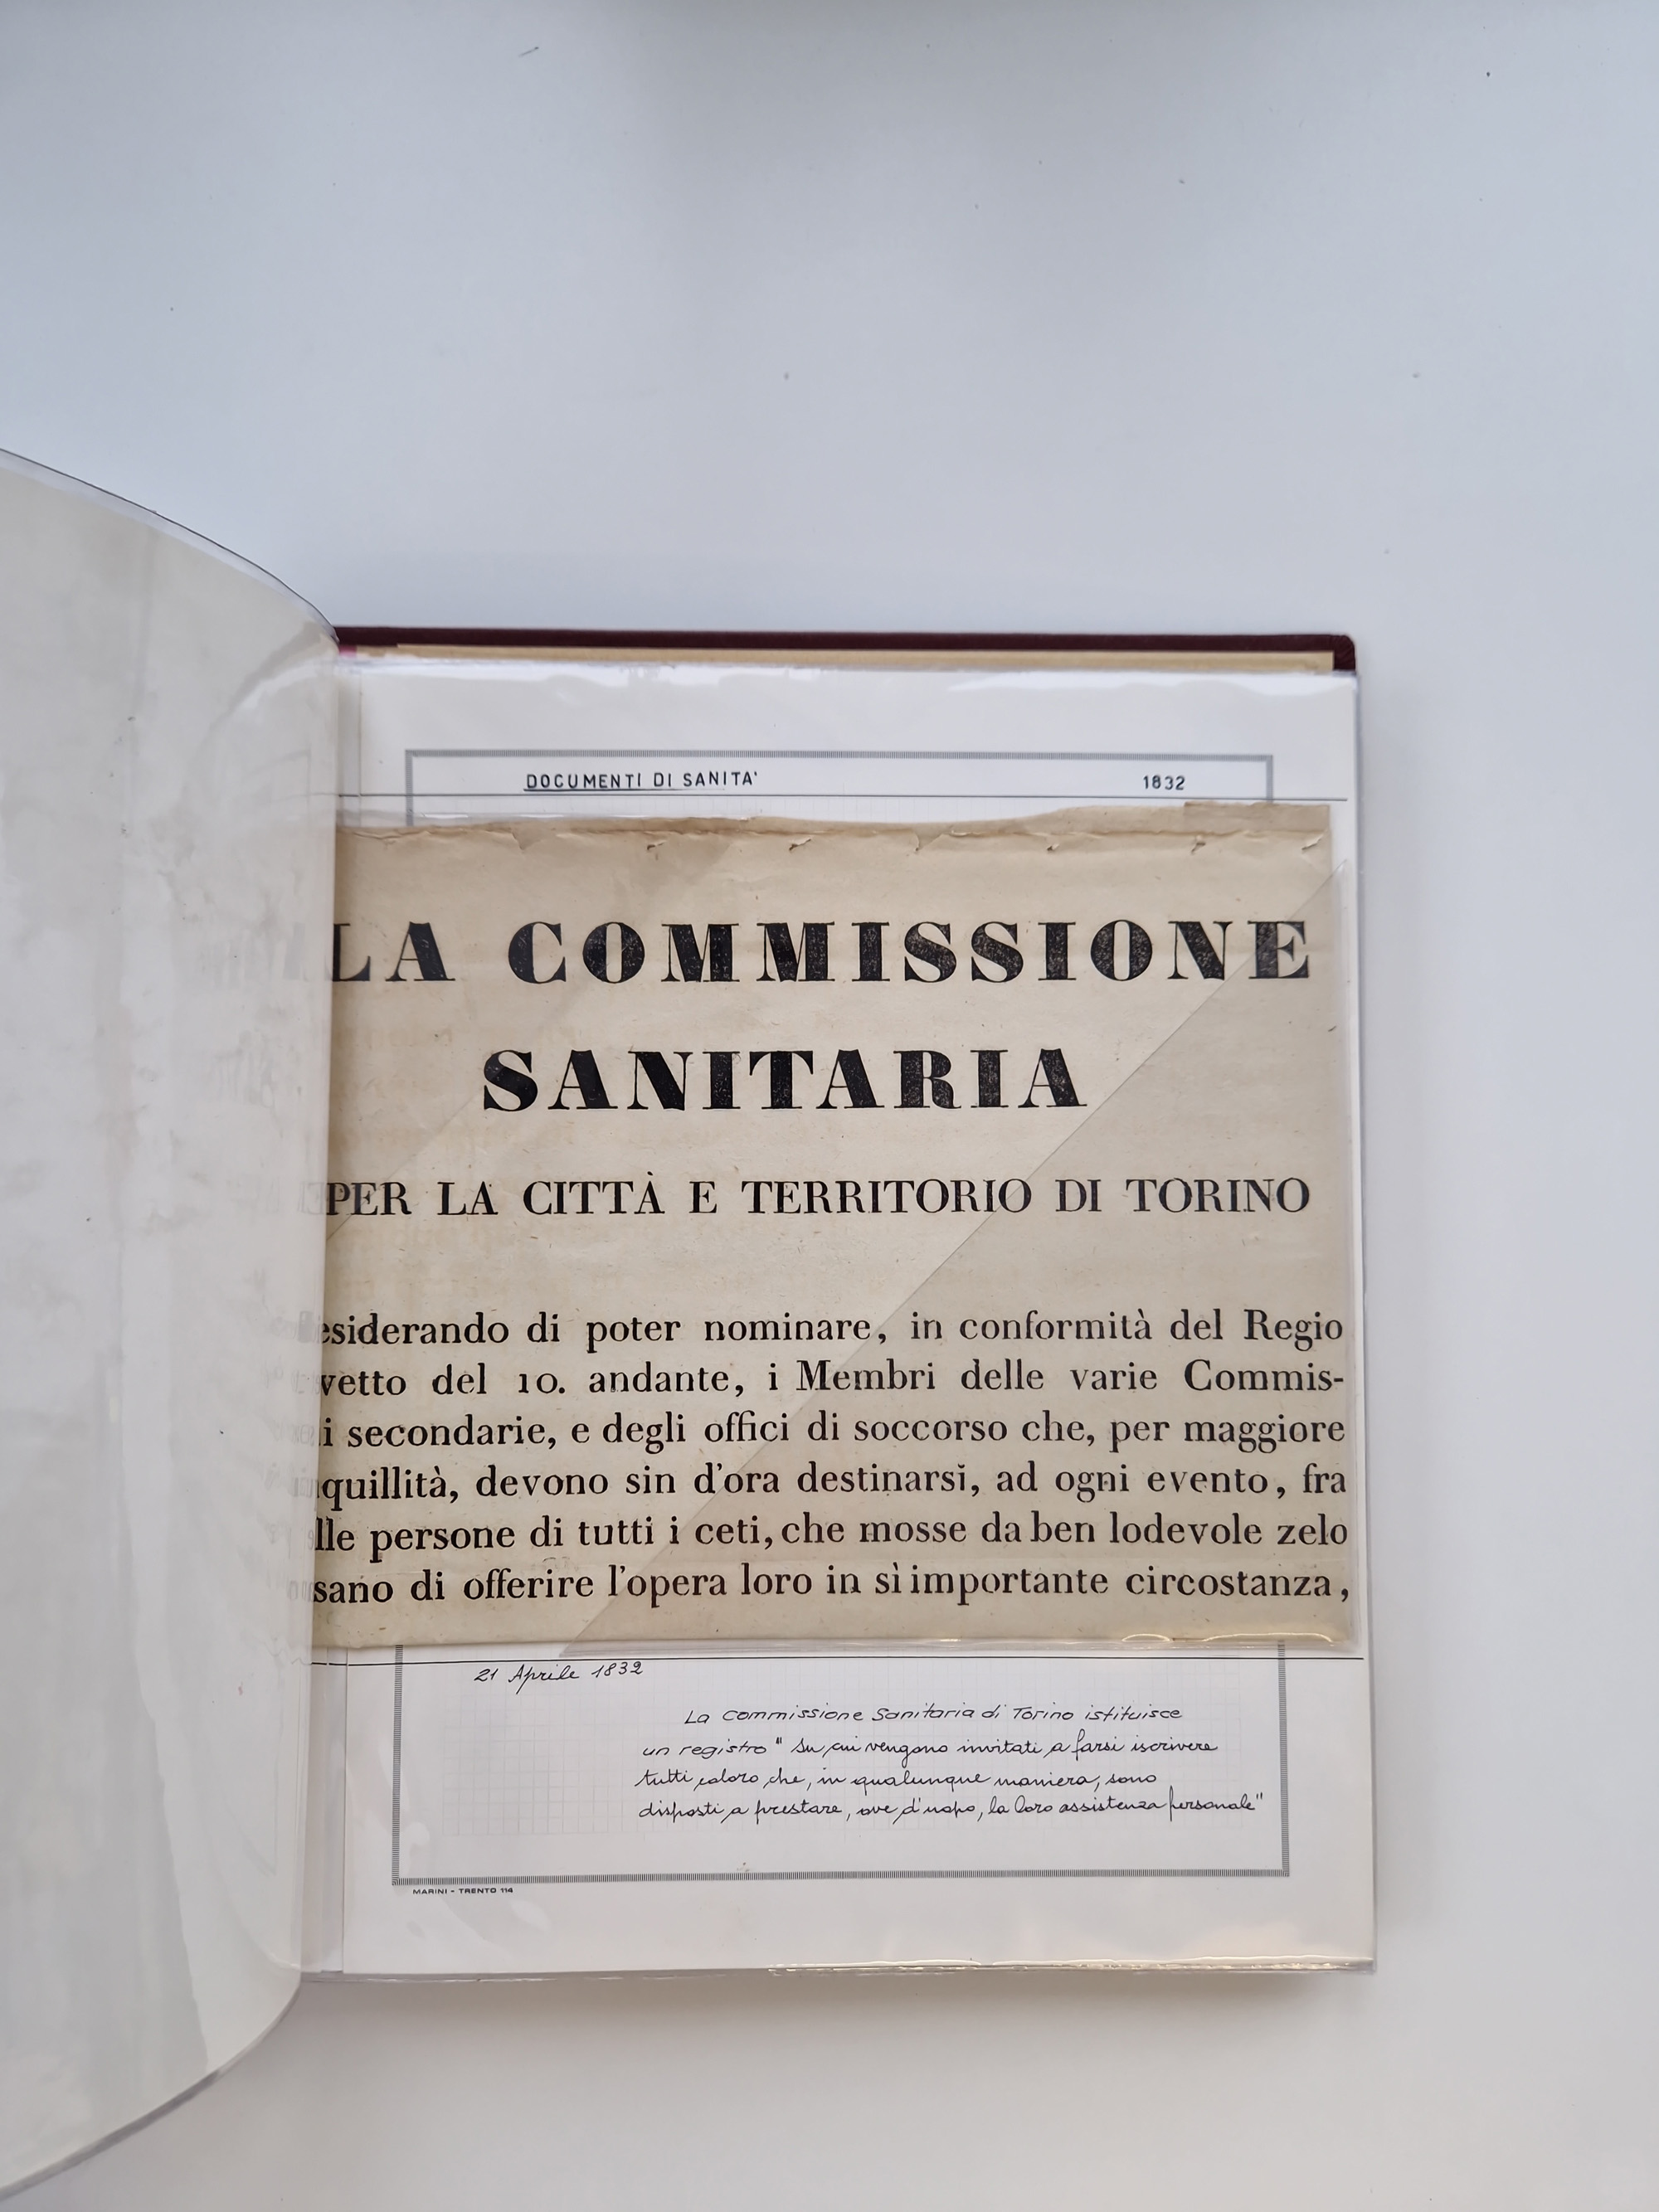 DOCUMENTI DI SANITA' 1832
LA COMMISSIONE
SANITARIA
PER LA CITTÀ E TERRITORIO DI TORINO
esiderando di poter nominare, in conformità del Regio
vetto del 10. andante, i Membri delle varie Commis-
i secondarie, e degli offici di soccorso che, per maggiore
quillità, devono sin d'ora destinarsi, ad ogni evento, fra
lle persone di tutti i ceti, che mosse da ben lodevole zelo
sano di offerire l'opera loro in sì importante circostanza,
21 Aprile 1832
La Commissione Sanitaria di Torino istituisce
un registro " su cui vengono invitati a farsi iscrivere
tutti coloro che, in qualunque maniera, sono
disposti a prestare, ove d'uopo, la loro assistenza personale"
MARINI - TRENTO 114